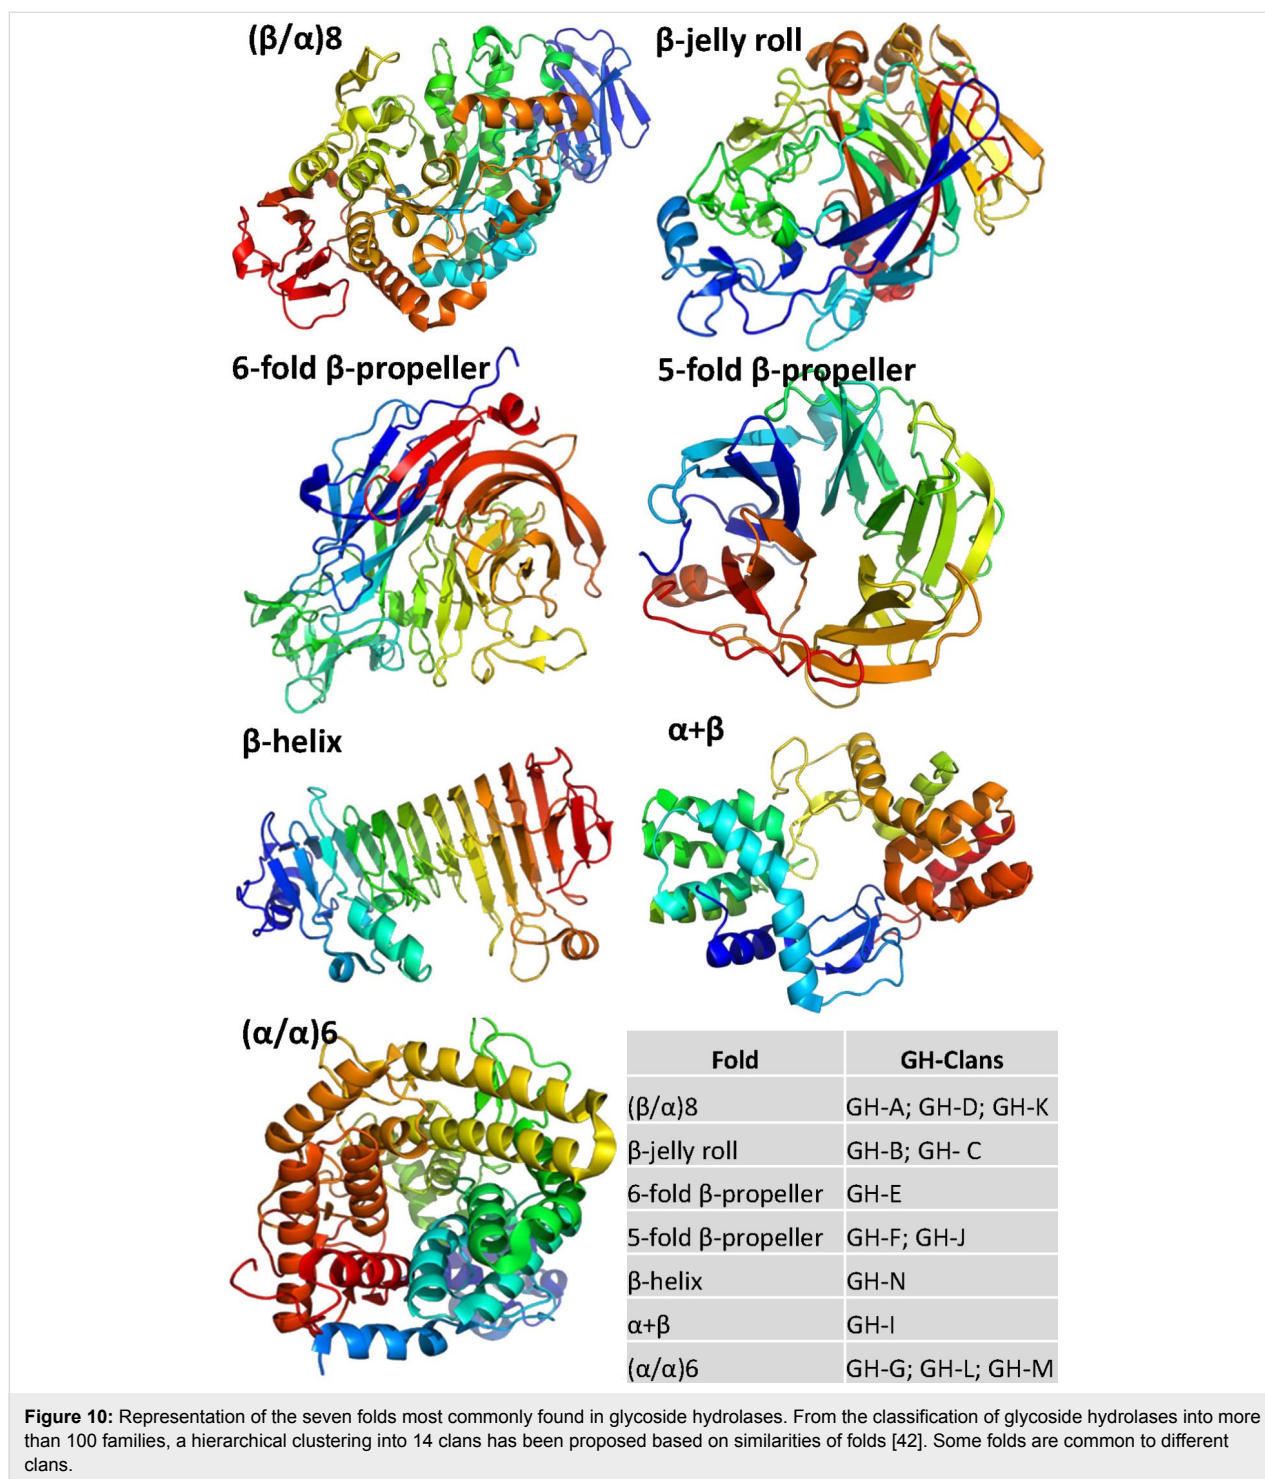 (β/α)8
β-jelly roll
6-fold β-propeller
5-fold β-propeller
β-helix
α+β
(α/α)6
Fold GH-Clans
(β/α)8 GH-A; GH-D; GH-K
β-jelly roll GH-B; GH- C
6-fold β-propeller GH-E
5-fold β-propeller GH-F; GH-J
β-helix GH-N
α+β GH-I
(α/α)6 GH-G; GH-L; GH-M
Figure 10: Representation of the seven folds most commonly found in glycoside hydrolases. From the classification of glycoside hydrolases into more
than 100 families, a hierarchical clustering into 14 clans has been proposed based on similarities of folds [42]. Some folds are common to different
clans.